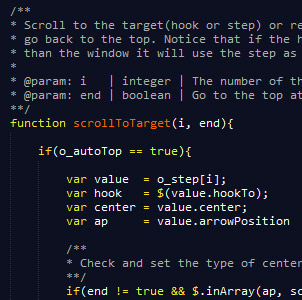 /**
* Scroll to the target(hook or step) or re
* go back to the top. Notice that if the h
* than the window it will use the step as
*
* @param: i | integer | The number of th
* @param: end | boolean | Go to the top at
**/
function scrollToTarget(i, end){
if(o_autoTop == true){
var value = o_step[i];
var hook = $(value.hookTo);
var center = value.center;
var ap = value.arrowPosition
/**
* Check and set the type of center
**/
if(end != true && $.inArray(ap, sc